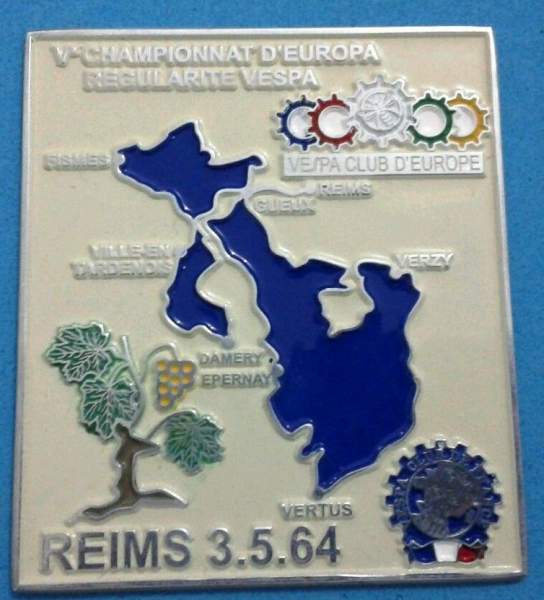 Ve CHAMPIONNAT D'EUROPA
REGULARITE VESPA
VESPA CLUB D'EUROPE
FISMES
REIMS
GUEUX
VILLE-EN
TARDENOIS
VERZY
DAMERY
EPERNAY
VERTUS
REIMS 3.5.64